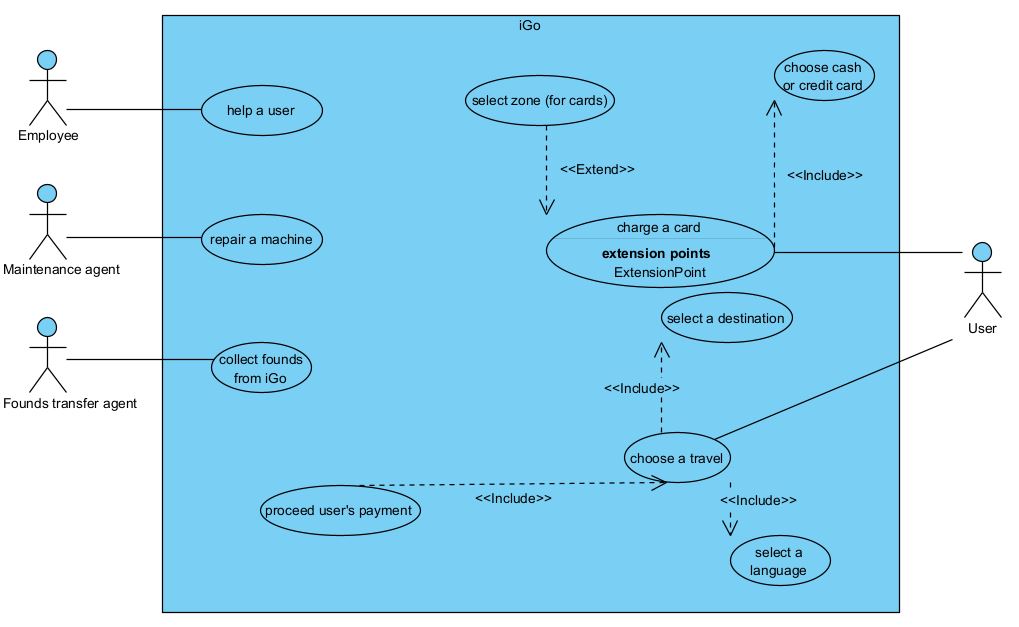 iGo
choose cash
or credit card
select zone (for cards)
help a user
Employee
<<Extend>>
<<Include>>
charge a card
repair a machine
extension points
Maintenance agent
ExtensionPoint
select a destination
User
collect founds
from iGo
<<Include>>
Founds transfer agent
choose a travel
<<Include>>
<<Include>>
proceed user's payment
select a
language